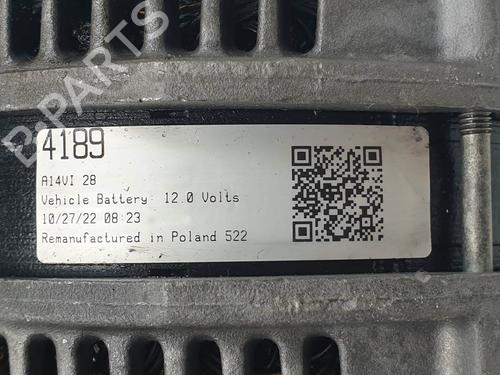 4189
A14VI 28
Vehicle Battery: 12.0 Volts
10/27/22 08:23
Remanufactured in Poland 522
B-PARTS